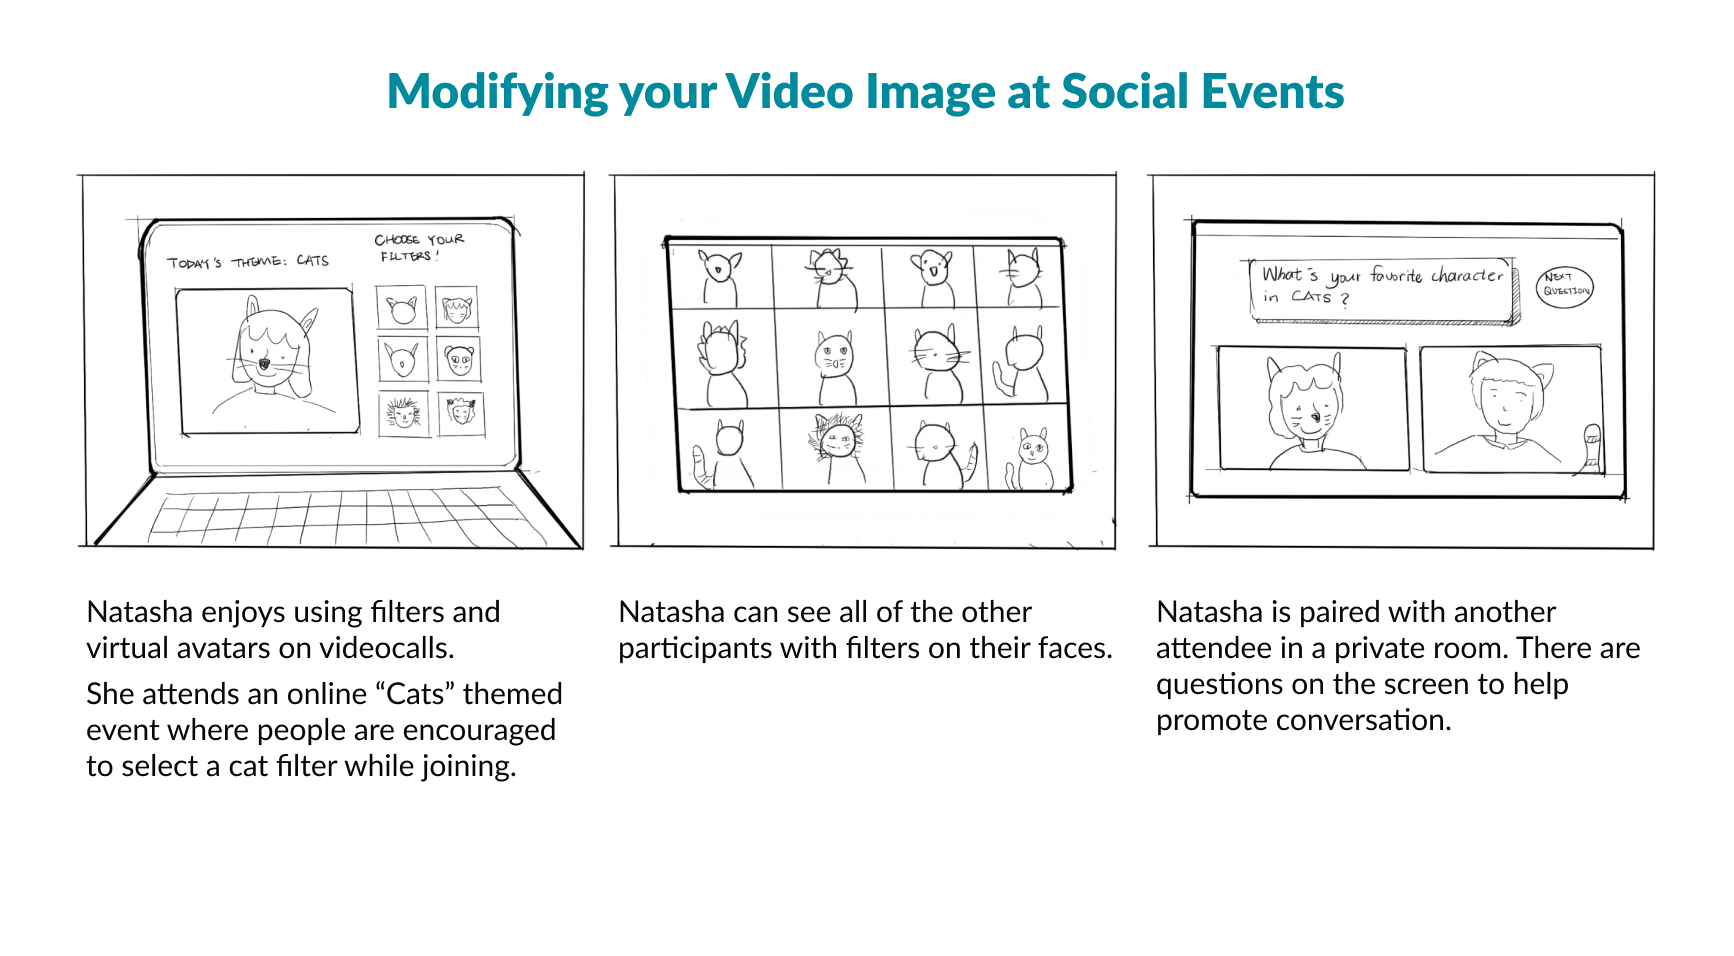 Modifying your Video Image at Social Events
TODAY'S THEME: CATS
CHOOSE YOUR
FILTERS!
What's your favorite character
in CATS?
NEXT
QUESTION
Natasha enjoys using filters and
virtual avatars on videocalls.
She attends an online “Cats” themed
event where people are encouraged
to select a cat filter while joining.
Natasha can see all of the other
participants with filters on their faces.
Natasha is paired with another
attendee in a private room. There are
questions on the screen to help
promote conversation.